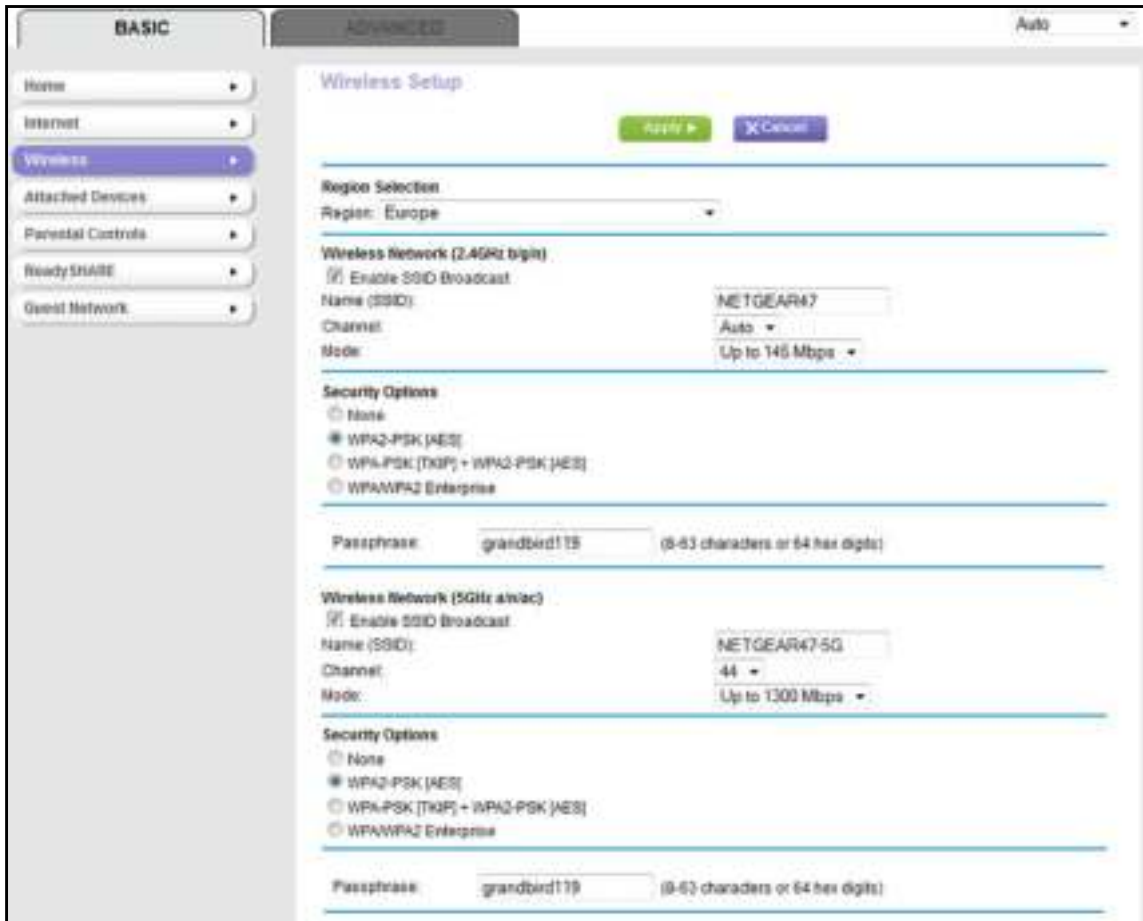 BASIC
ADVANCED
Auto
Home
Internet
Wireless
Attached Devices
Parental Controls
ReadySHARE
Guest Network
Wireless Setup
Apply
X Cancel
Region Selection
Region: Europe
Wireless Network (2.4GHz b/g/n)
Enable SSID Broadcast
Name (SSID): NETGEAR47
Channel: Auto
Mode: Up to 145 Mbps
Security Options
None
WPA2-PSK [AES]
WPA-PSK [TKIP] + WPA2-PSK [AES]
WPA/WPA2 Enterprise
Passphrase: grandbird119 (8-63 characters or 64 hex digits)
Wireless Network (5GHz a/n/ac)
Enable SSID Broadcast
Name (SSID): NETGEAR47-5G
Channel: 44
Mode: Up to 1300 Mbps
Security Options
None
WPA2-PSK [AES]
WPA-PSK [TKIP] + WPA2-PSK [AES]
WPA/WPA2 Enterprise
Passphrase: grandbird119 (8-63 characters or 64 hex digits)